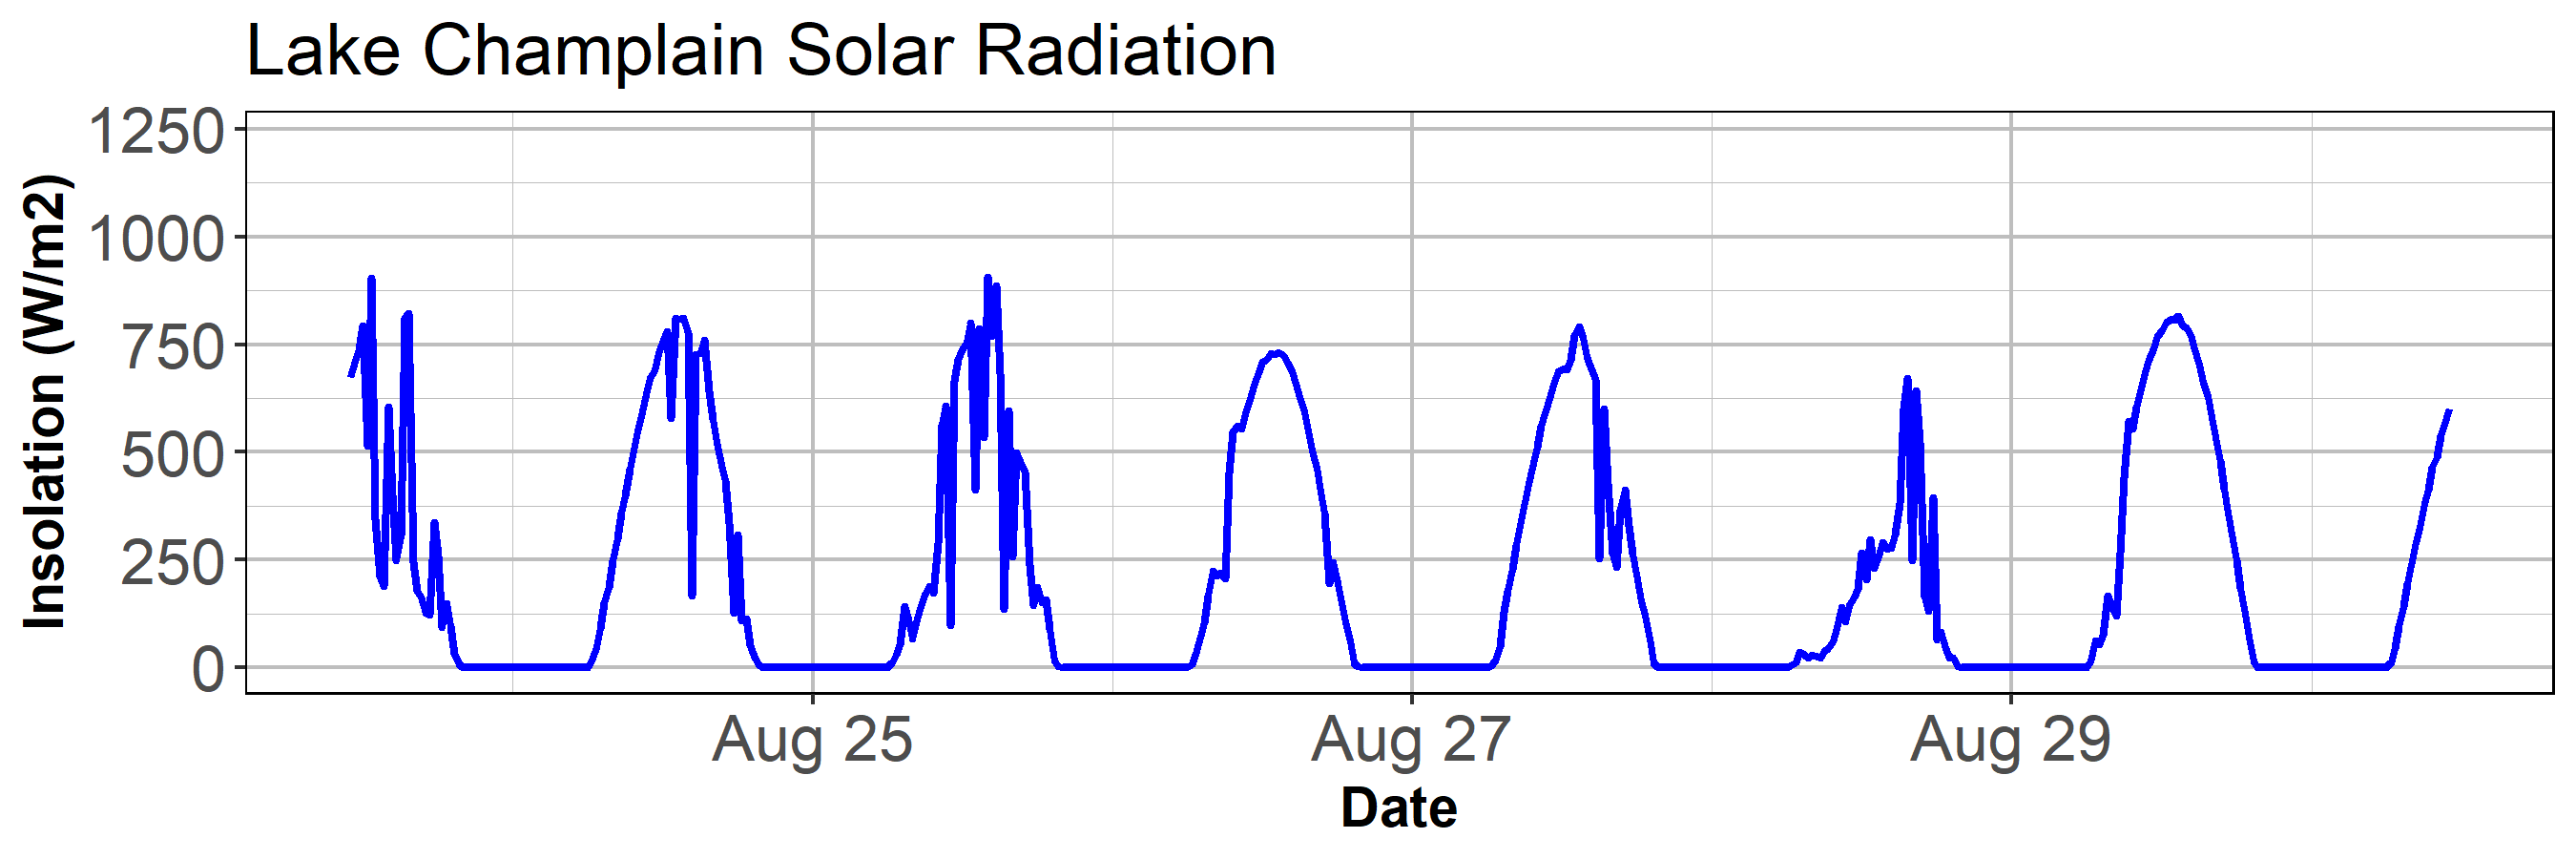 Lake Champlain Solar Radiation
Insolation (W/m2)
1250
1000
750
500
250
0
Aug 25 Aug 27 Aug 29
Date